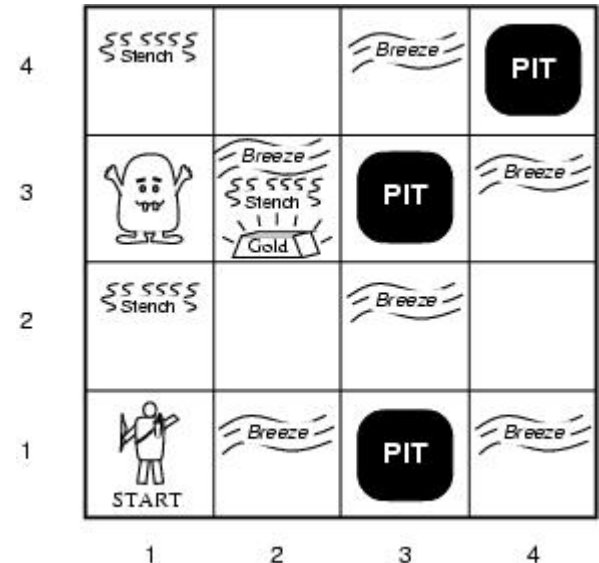 4
Stench
Breeze
PIT
3
Breeze
Stench
Gold
PIT
Breeze
2
Stench
Breeze
1
START
Breeze
PIT
Breeze
1 2 3 4